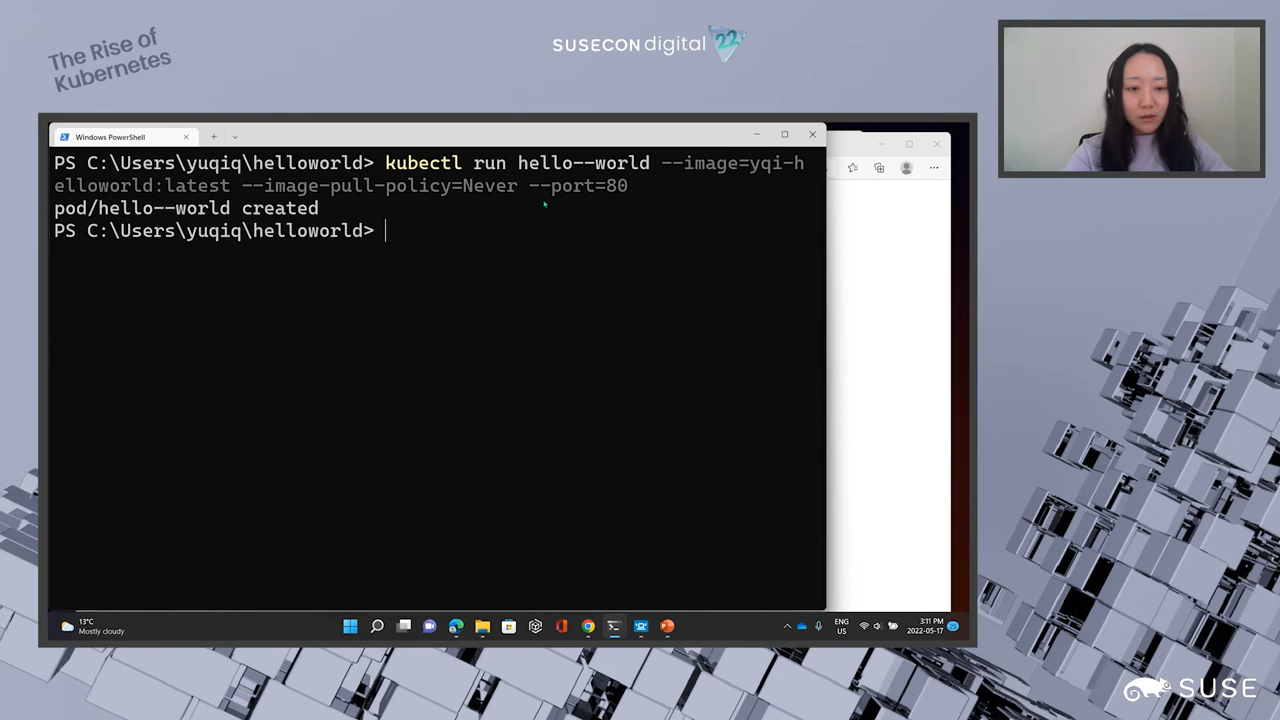 The Rise of
Kubernetes
SUSECON digital 22
Windows PowerShell
PS C:\Users\yuqiq\helloworld> kubectl run hello--world --image=yqi-h
elloworld:latest --image-pull-policy=Never --port=80
pod/hello--world created
PS C:\Users\yuqiq\helloworld>
13°C
Mostly cloudy
ENG
US
3:11 PM
2022-05-17
SUSE